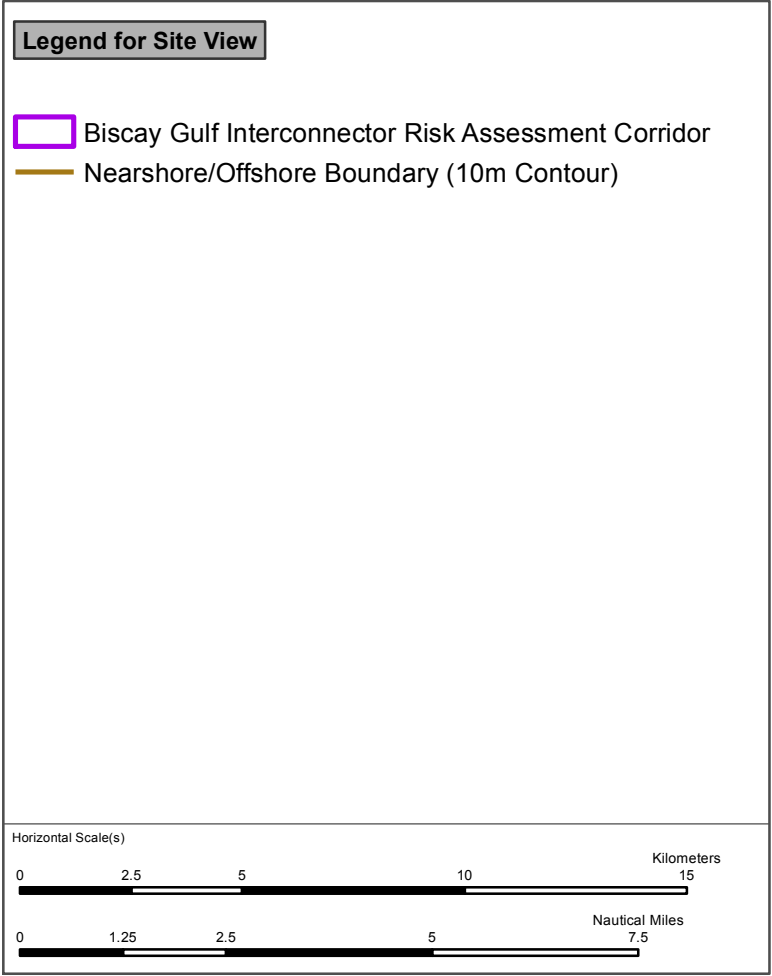 Legend for Site View
Biscay Gulf Interconnector Risk Assessment Corridor
Nearshore/Offshore Boundary (10m Contour)
Horizontal Scale(s)
Kilometers
0 2.5 5 10 15
Nautical Miles
0 1.25 2.5 5 7.5